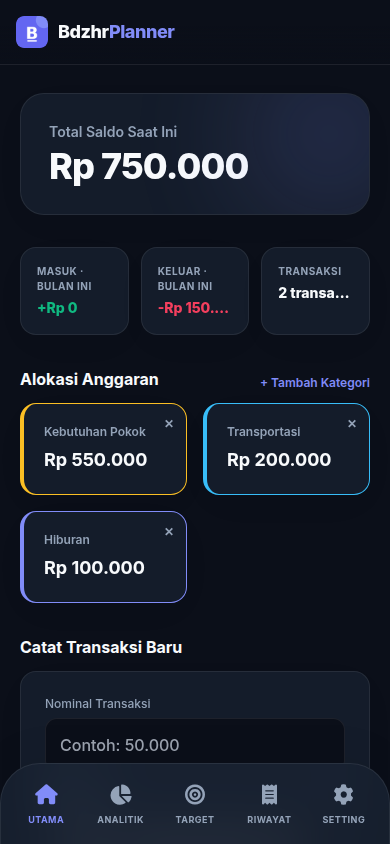 B
BdzhrPlanner
Total Saldo Saat Ini
Rp 750.000
MASUK ·
BULAN INI
+Rp 0
KELUAR ·
BULAN INI
-Rp 150....
TRANSAKSI
2 transa...
Alokasi Anggaran
+ Tambah Kategori
Kebutuhan Pokok
×
Rp 550.000
Transportasi
×
Rp 200.000
Hiburan
×
Rp 100.000
Catat Transaksi Baru
Nominal Transaksi
Contoh: 50.000
UTAMA
ANALITIK
TARGET
RIWAYAT
SETTING